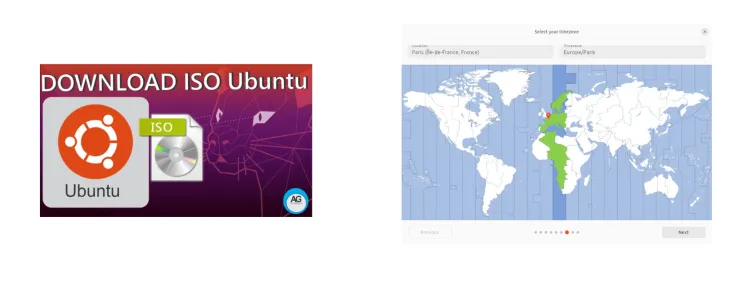 DOWNLOAD ISO Ubuntu
ISO
Ubuntu
AG
Select your timezone
Location
Timezone
Paris (Île-de-France, France)
Europe/Paris
Previous
Next